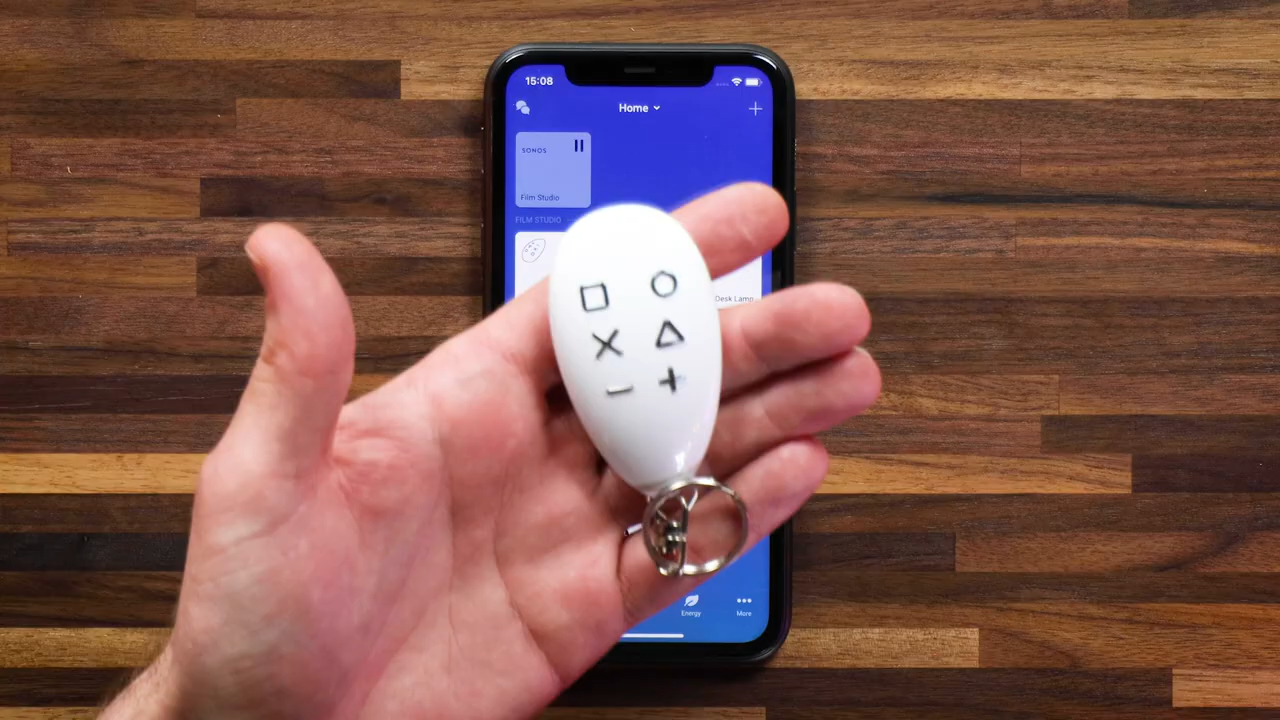 15:08
Home
SONOS
Film Studio
FILM STUDIO
Desk Lamp
Energy
More